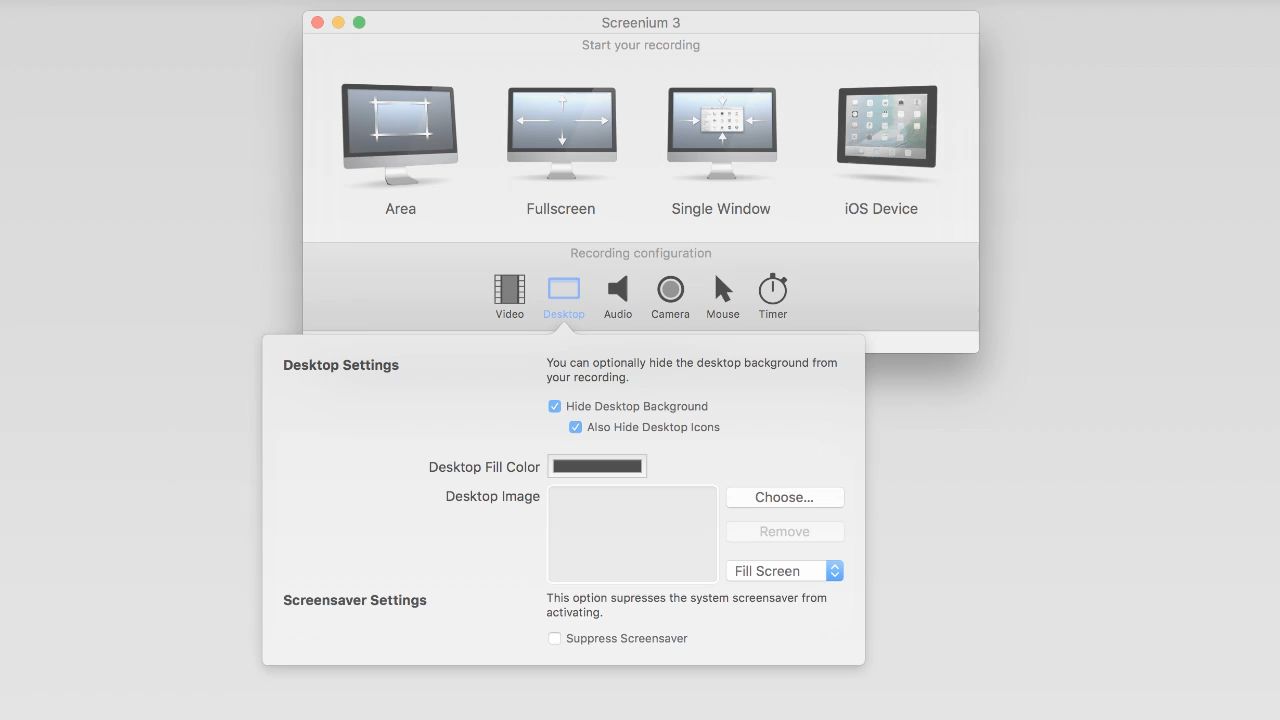 Screenium 3
Start your recording
Area
Fullscreen
Single Window
iOS Device
Recording configuration
Video
Desktop
Audio
Camera
Mouse
Timer
Desktop Settings
You can optionally hide the desktop background from
your recording.
Hide Desktop Background
Also Hide Desktop Icons
Desktop Fill Color
Desktop Image
Choose...
Remove
Fill Screen
Screensaver Settings
This option supresses the system screensaver from
activating.
Suppress Screensaver